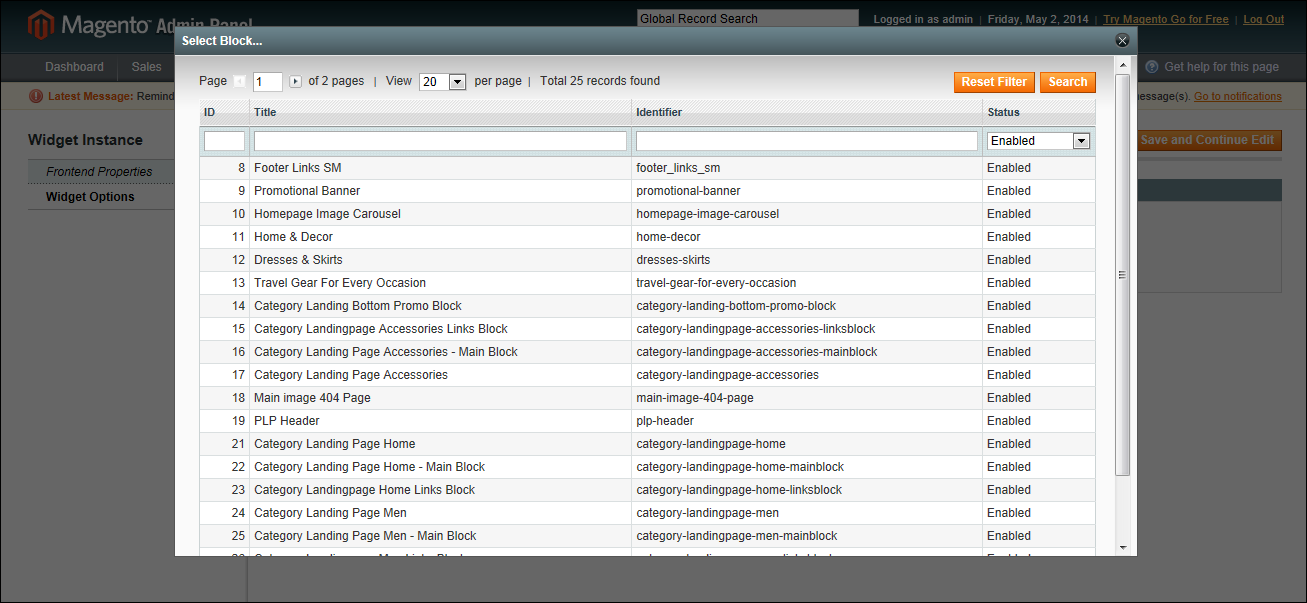 Magento Admin Panel
Global Record Search
Logged in as admin | Friday, May 2, 2014 | Try Magento Go for Free | Log Out
Select Block...
Dashboard Sales
Get help for this page
Page 1 of 2 pages | View 20 per page | Total 25 records found
Reset Filter Search
Latest Message: Remind
essage(s). Go to notifications
ID Title Identifier Status
Widget Instance
Enabled
Save and Continue Edit
Frontend Properties
Widget Options
8 Footer Links SM footer_links_sm Enabled
9 Promotional Banner promotional-banner Enabled
10 Homepage Image Carousel homepage-image-carousel Enabled
11 Home & Decor home-decor Enabled
12 Dresses & Skirts dresses-skirts Enabled
13 Travel Gear For Every Occasion travel-gear-for-every-occasion Enabled
14 Category Landing Bottom Promo Block category-landing-bottom-promo-block Enabled
15 Category Landingpage Accessories Links Block category-landingpage-accessories-linksblock Enabled
16 Category Landing Page Accessories - Main Block category-landingpage-accessories-mainblock Enabled
17 Category Landing Page Accessories category-landingpage-accessories Enabled
18 Main image 404 Page main-image-404-page Enabled
19 PLP Header plp-header Enabled
21 Category Landing Page Home category-landingpage-home Enabled
22 Category Landing Page Home - Main Block category-landingpage-home-mainblock Enabled
23 Category Landingpage Home Links Block category-landingpage-home-linksblock Enabled
24 Category Landing Page Men category-landingpage-men Enabled
25 Category Landing Page Men - Main Block category-landingpage-men-mainblock Enabled